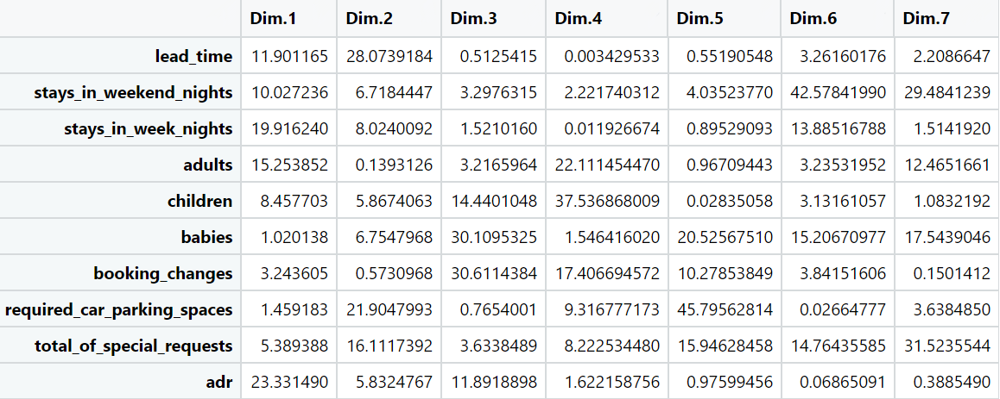 Dim.1 Dim.2 Dim.3 Dim.4 Dim.5 Dim.6 Dim.7
lead_time 11.901165 28.0739184 0.5125415 0.003429533 0.55190548 3.26160176 2.2086647
stays_in_weekend_nights 10.027236 6.7184447 3.2976315 2.221740312 4.03523770 42.57841990 29.4841239
stays_in_week_nights 19.916240 8.0240092 1.5210160 0.011926674 0.89529093 13.88516788 1.5141920
adults 15.253852 0.1393126 3.2165964 22.111454470 0.96709443 3.23531952 12.4651661
children 8.457703 5.8674063 14.4401048 37.536868009 0.02835058 3.13161057 1.0832192
babies 1.020138 6.7547968 30.1095325 1.546416020 20.52567510 15.20670977 17.5439046
booking_changes 3.243605 0.5730968 30.6114384 17.406694572 10.27853849 3.84151606 0.1501412
required_car_parking_spaces 1.459183 21.9047993 0.7654001 9.316777173 45.79562814 0.02664777 3.6384850
total_of_special_requests 5.389388 16.1117392 3.6338489 8.222534480 15.94628458 14.76435585 31.5235544
adr 23.331490 5.8324767 11.8918898 1.622158756 0.97599456 0.06865091 0.3885490